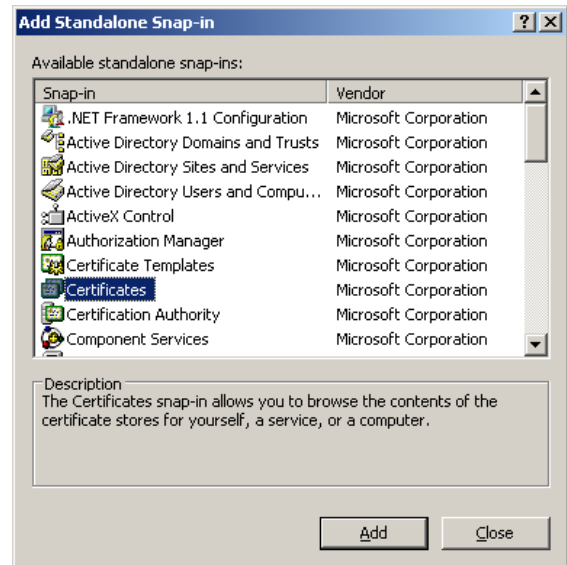 Add Standalone Snap-in
Available standalone snap-ins:
Snap-in Vendor
.NET Framework 1.1 Configuration Microsoft Corporation
Active Directory Domains and Trusts Microsoft Corporation
Active Directory Sites and Services Microsoft Corporation
Active Directory Users and Compu... Microsoft Corporation
ActiveX Control Microsoft Corporation
Authorization Manager Microsoft Corporation
Certificate Templates Microsoft Corporation
Certificates Microsoft Corporation
Certification Authority Microsoft Corporation
Component Services Microsoft Corporation
Description
The Certificates snap-in allows you to browse the contents of the
certificate stores for yourself, a service, or a computer.
Add Close